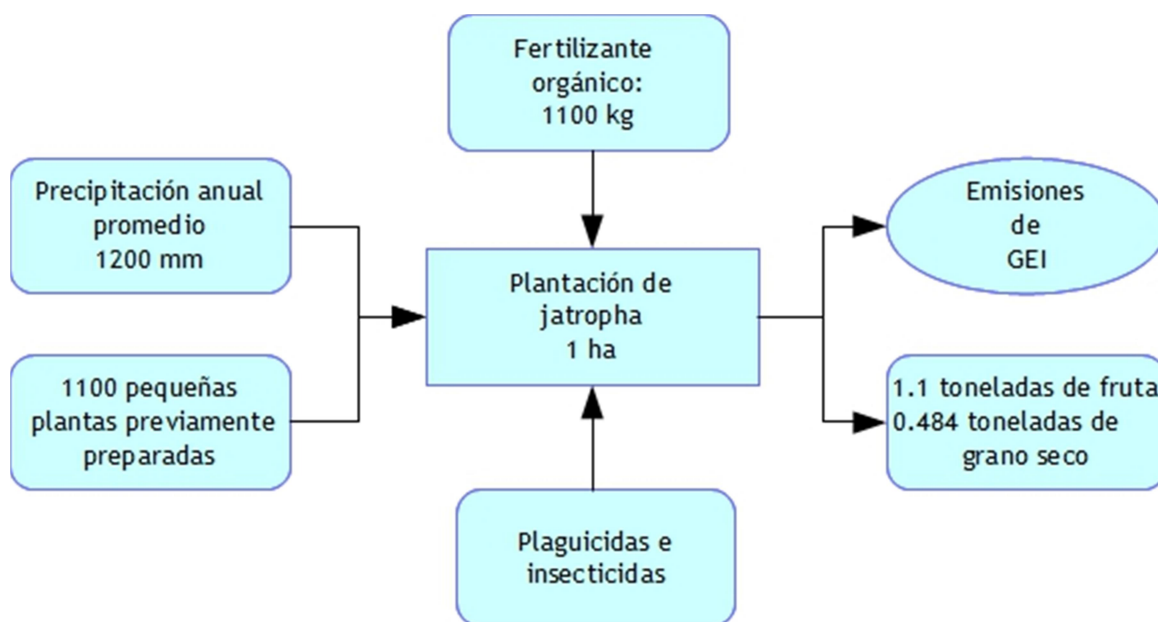 Fertilizante
orgánico:
1100 kg
Precipitación anual
promedio
1200 mm
Emisiones
de
GEI
Plantación de
jatropha
1 ha
1100 pequeñas
plantas previamente
preparadas
1.1 toneladas de fruta
0.484 toneladas de
grano seco
Plaguicidas e
insecticidas